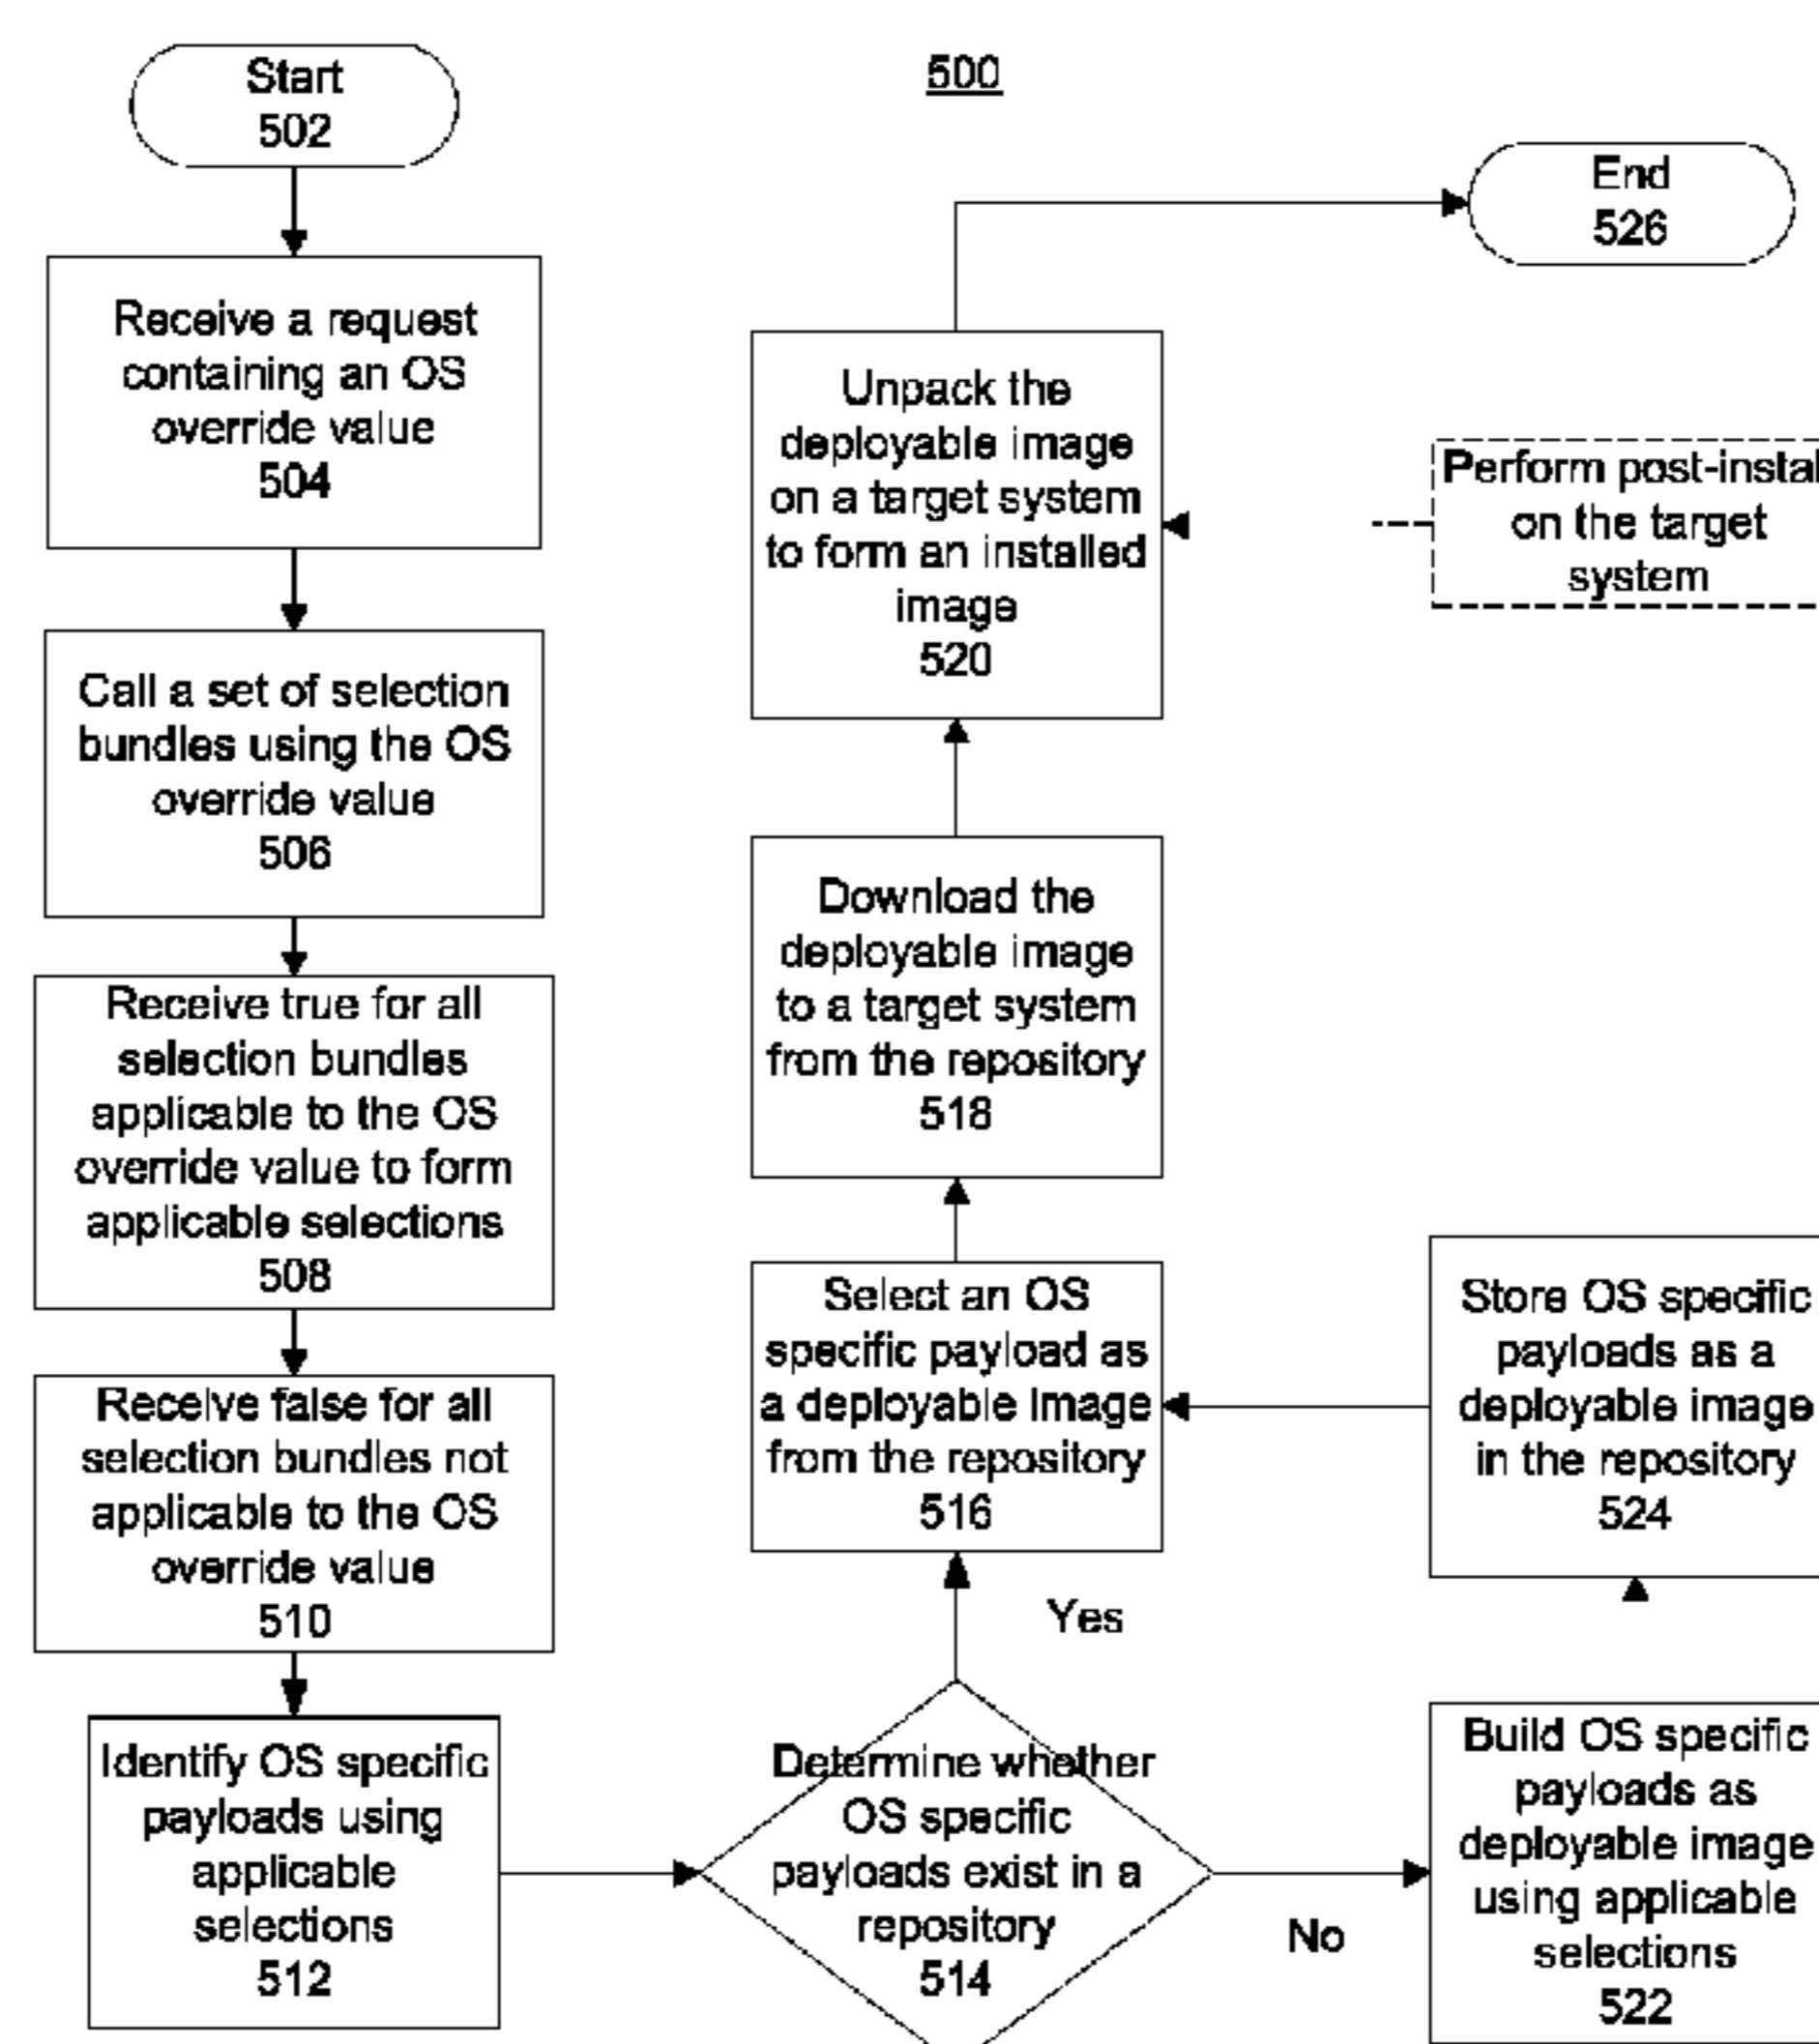 500
Start
502
Receive a request
containing an OS
override value
504
Call a set of selection
bundles using the OS
override value
506
Receive true for all
selection bundles
applicable to the OS
override value to form
applicable selections
508
Receive false for all
selection bundles not
applicable to the OS
override value
510
Identify OS specific
payloads using
applicable
selections
512
Determine whether
OS specific
payloads exist in a
repository
514
Yes
No
Select an OS
specific payload as
a deployable image
from the repository
516
Download the
deployable image
to a target system
from the repository
518
Unpack the
deployable image
on a target system
to form an installed
image
520
Build OS specific
payloads as
deployable image
using applicable
selections
522
Store OS specific
payloads as a
deployable image
in the repository
524
Perform post-instal
on the target
system
End
526